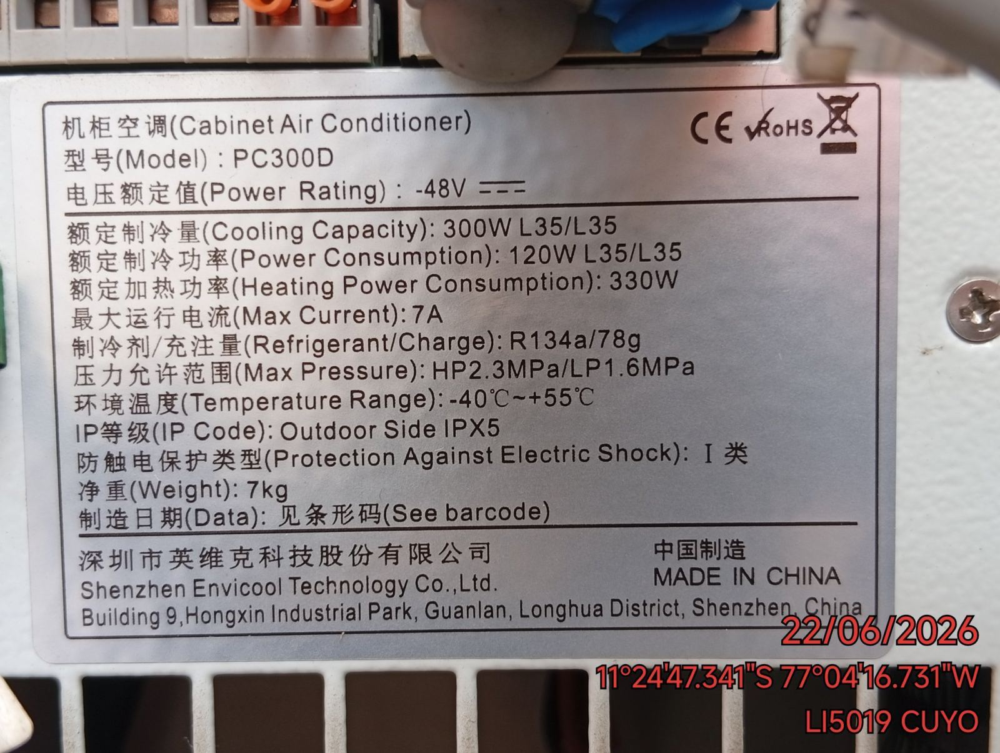 机柜空调(Cabinet Air Conditioner)
CE RoHS
型号(Model) : PC300D
电压额定值(Power Rating) : -48V
额定制冷量(Cooling Capacity): 300W L35/L35
额定制冷功率(Power Consumption): 120W L35/L35
额定加热功率(Heating Power Consumption): 330W
最大运行电流(Max Current): 7A
制冷剂/充注量(Refrigerant/Charge): R134a/78g
压力允许范围(Max Pressure): HP2.3MPa/LP1.6MPa
环境温度(Temperature Range): -40℃~+55℃
IP等级(IP Code): Outdoor Side IPX5
防触电保护类型(Protection Against Electric Shock): I 类
净重(Weight): 7kg
制造日期(Data): 见条形码(See barcode)
深圳市英维克科技股份有限公司
Shenzhen Envicool Technology Co.,Ltd.
中国制造
MADE IN CHINA
Building 9,Hongxin Industrial Park, Guanlan, Longhua District, Shenzhen, China
22/06/2026
11°24'47.341"S 77°04'16.731"W
LI5019 CUYO